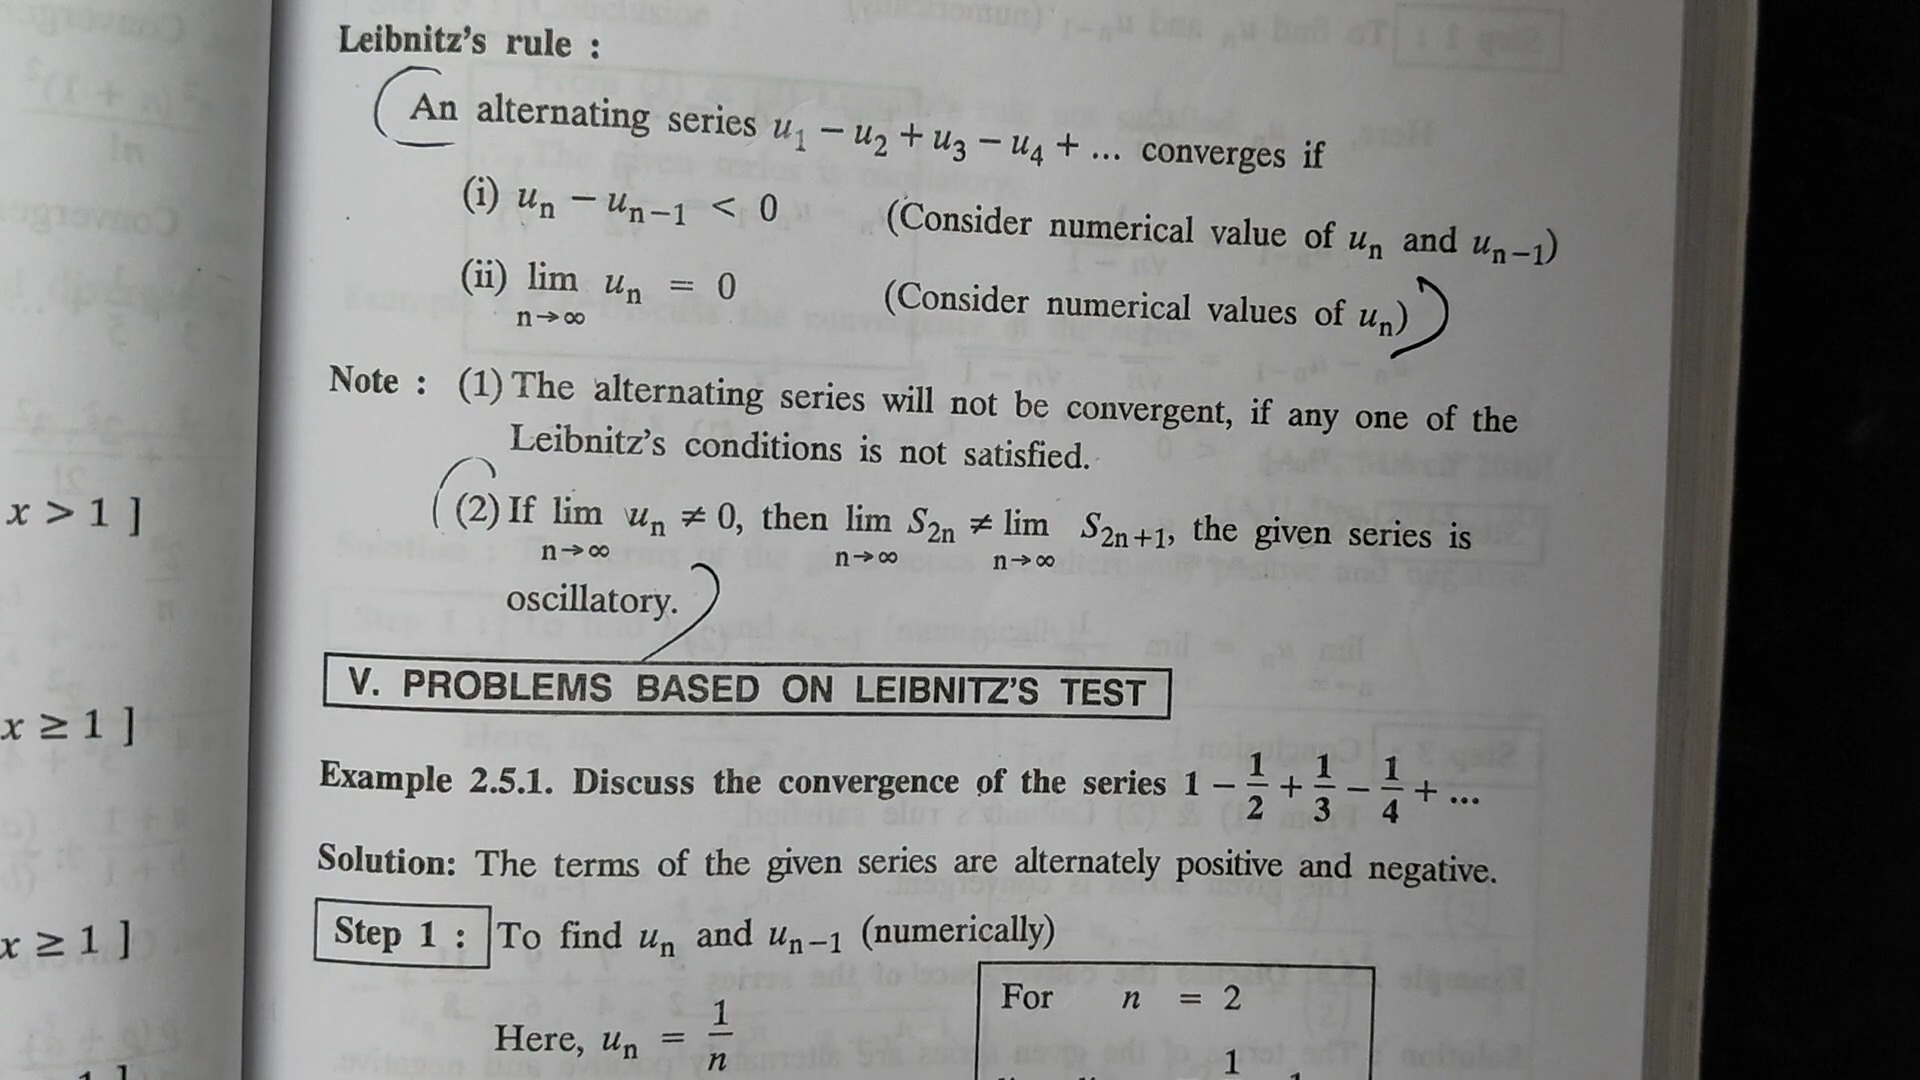 x > 1 ]
x ≥ 1 ]
x ≥ 1 ]
Leibnitz's rule :
An alternating series u₁ − u₂ + u₃ − u₄ + ... converges if
(i) uₙ − uₙ₋₁ < 0 (Consider numerical value of uₙ and uₙ₋₁)
(ii) lim uₙ = 0 (Consider numerical values of uₙ)
n→∞
Note : (1) The alternating series will not be convergent, if any one of the
Leibnitz's conditions is not satisfied.
(2) If lim uₙ ≠ 0, then lim S₂ₙ ≠ lim S₂ₙ₊₁, the given series is
n→∞ n→∞ n→∞
oscillatory.
V. PROBLEMS BASED ON LEIBNITZ'S TEST
Example 2.5.1. Discuss the convergence of the series 1 − 1/2 + 1/3 − 1/4 + ...
Solution: The terms of the given series are alternately positive and negative.
Step 1 : To find uₙ and uₙ₋₁ (numerically)
Here, uₙ = 1/n
For n = 2